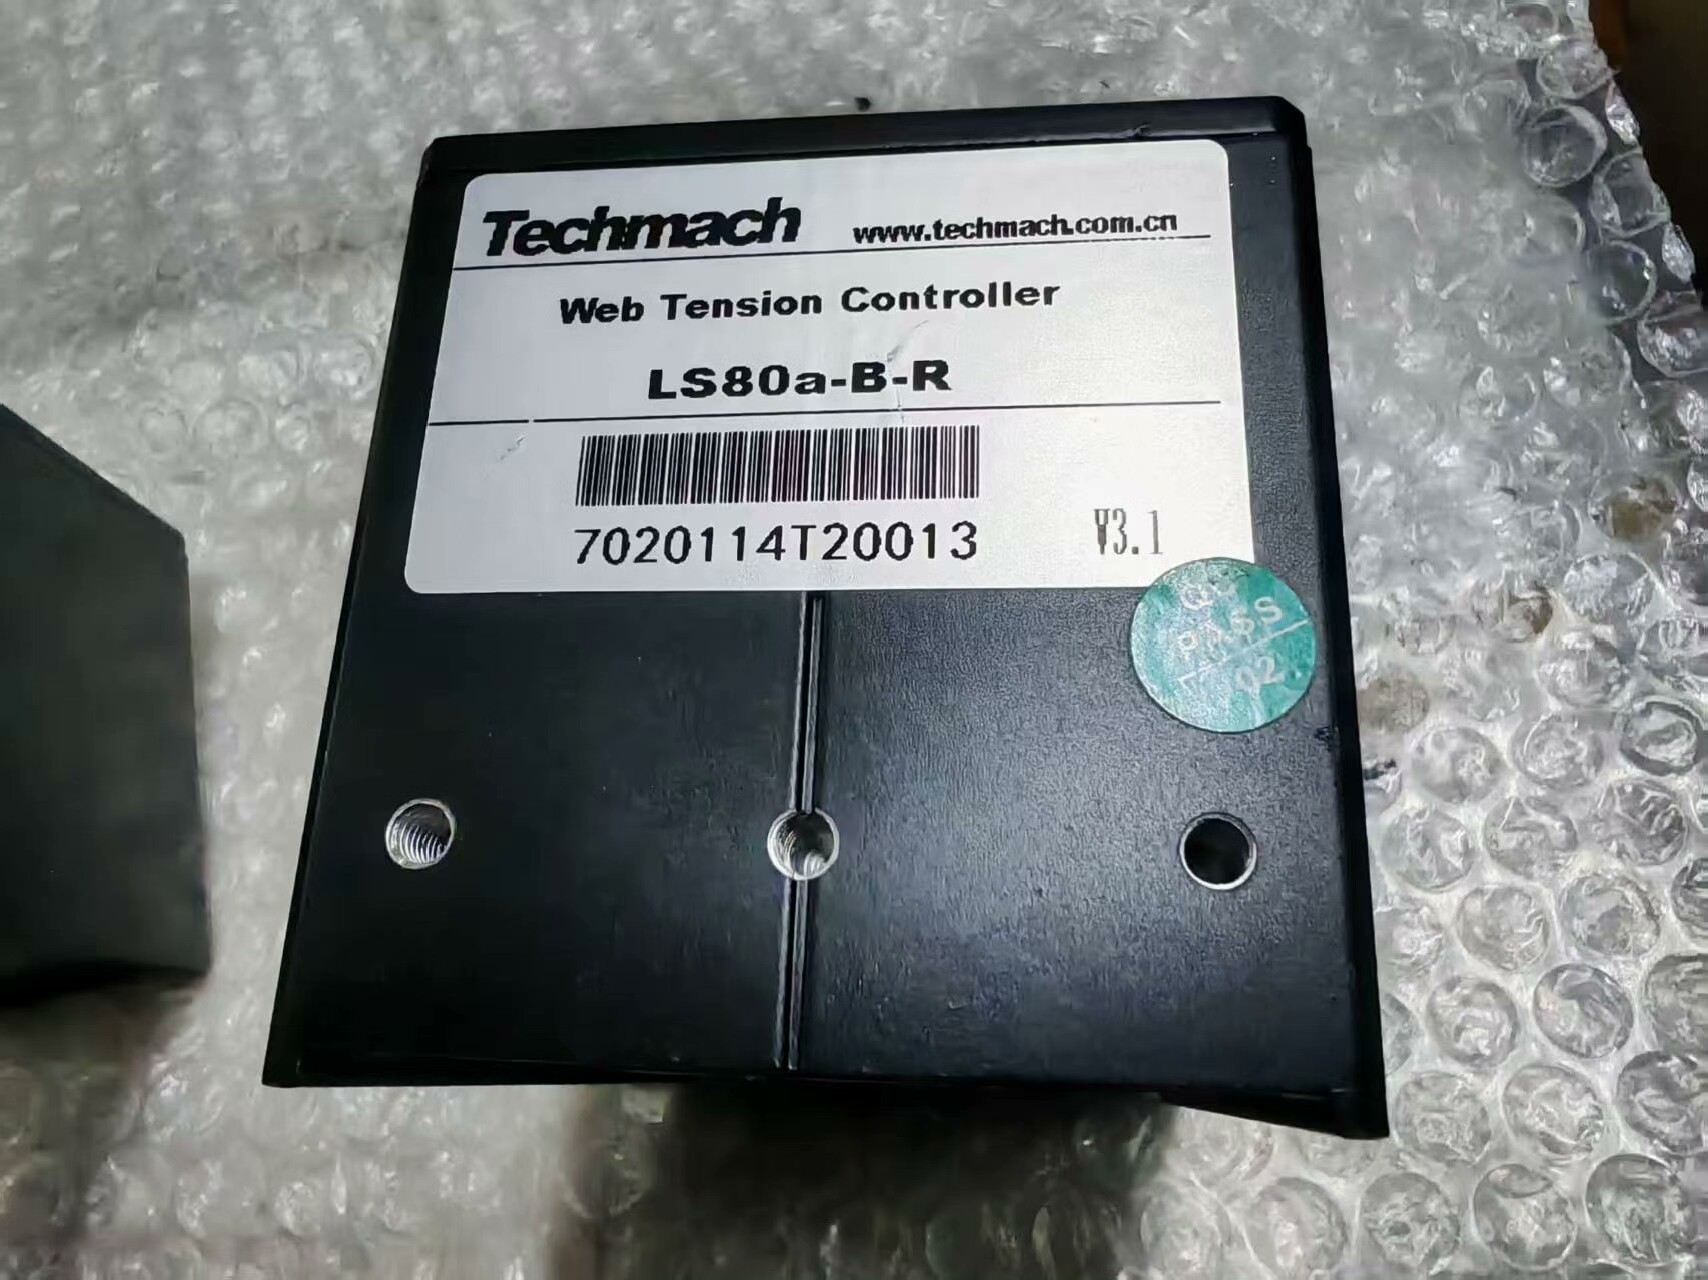 Techmach www.techmach.com.cn
Web Tension Controller
LS80a-B-R
7020114T20013 V3.1
PASS
02